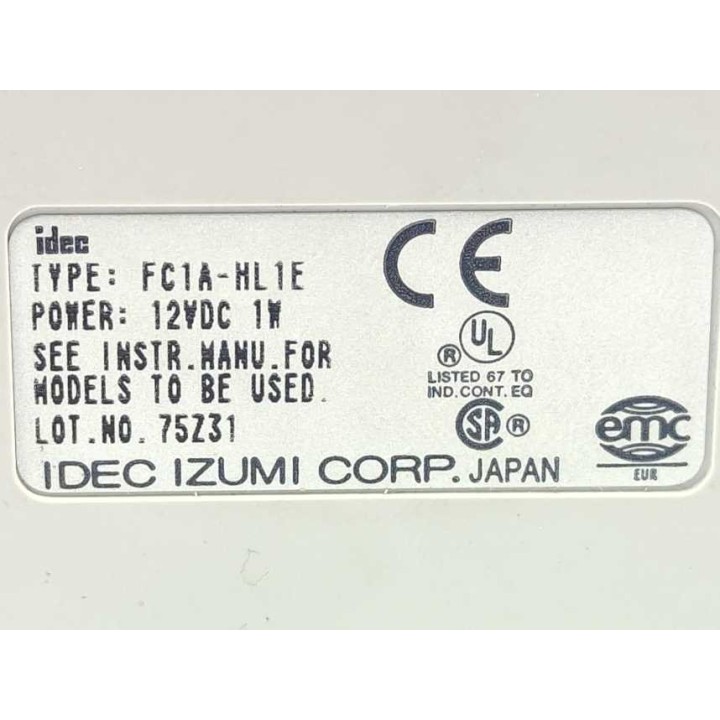 idec
TYPE: FC1A-HL1E
POWER: 12VDC 1W
SEE INSTR.MANU.FOR
MODELS TO BE USED.
LOT.NO. 75Z31
IDEC IZUMI CORP. JAPAN
CE
UL ®
LISTED 67 TO
IND.CONT.EQ
SA ®
emc
EUR